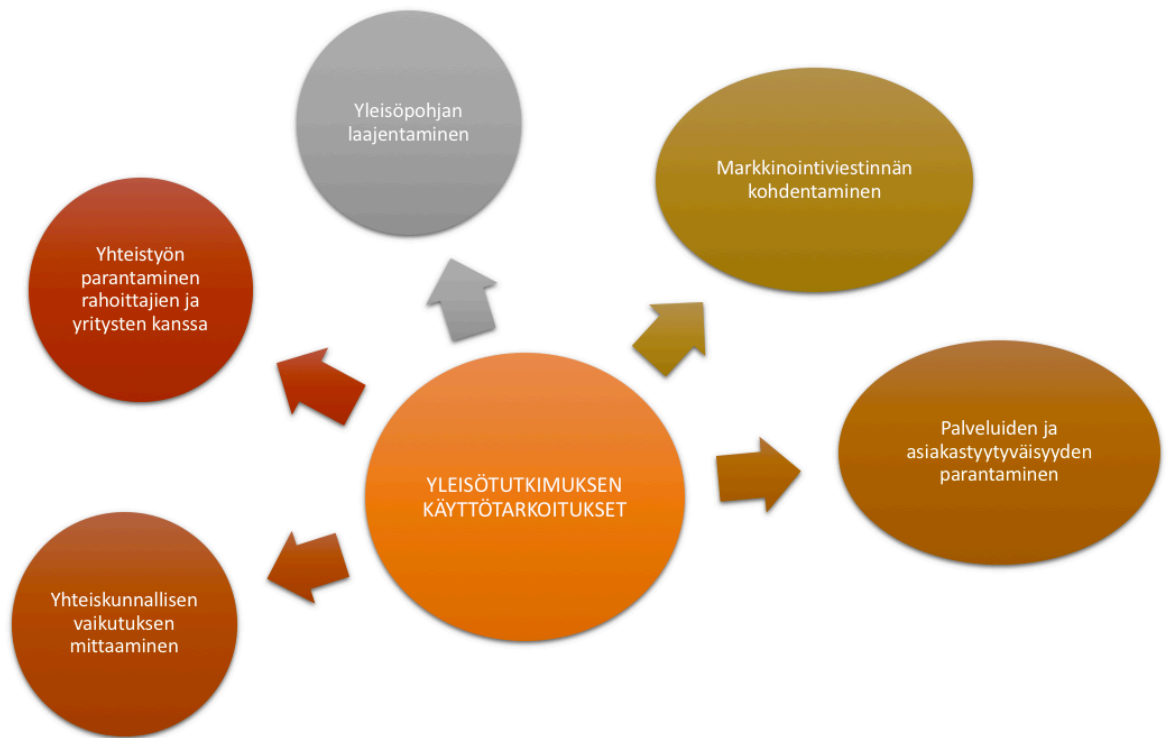 Yleisöpohjan
laajentaminen
Markkinointiviestinnän
kohdentaminen
Yhteistyön
parantaminen
rahoittajien ja
yritysten kanssa
Palveluiden ja
asiakastyytyväisyyden
parantaminen
YLEISÖTUTKIMUKSEN
KÄYTTÖTARKOITUKSET
Yhteiskunnallisen
vaikutuksen
mittaaminen